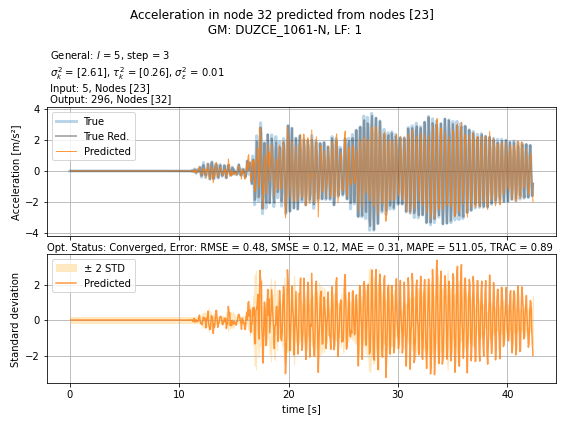 Acceleration in node 32 predicted from nodes [23]
GM: DUZCE_1061-N, LF: 1
General: l = 5, step = 3
σ²ₖ = [2.61], τ²ₖ = [0.26], σ²ε = 0.01
Input: 5, Nodes [23]
Output: 296, Nodes [32]
4
2
0
−2
−4
Acceleration [m/s²]
True
True Red.
Predicted
Opt. Status: Converged, Error: RMSE = 0.48, SMSE = 0.12, MAE = 0.31, MAPE = 511.05, TRAC = 0.89
2
0
−2
Standard deviation
± 2 STD
Predicted
0 10 20 30 40
time [s]